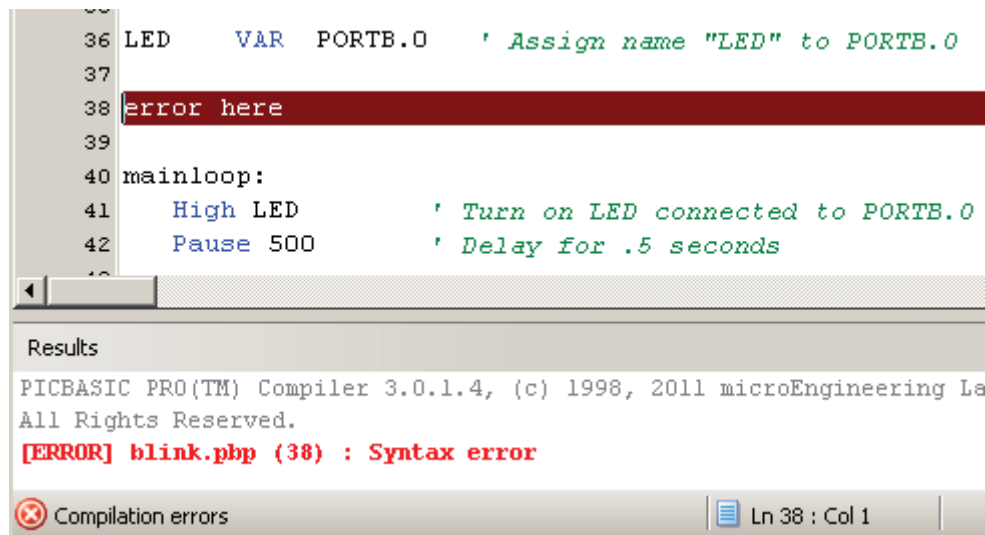 36 LED VAR PORTB.0 ' Assign name "LED" to PORTB.0
37
38 error here
39
40 mainloop:
41 High LED ' Turn on LED connected to PORTB.0
42 Pause 500 ' Delay for .5 seconds
Results
PICBASIC PRO(TM) Compiler 3.0.1.4, (c) 1998, 2011 microEngineering La
All Rights Reserved.
[ERROR] blink.pbp (38) : Syntax error
Compilation errors Ln 38 : Col 1